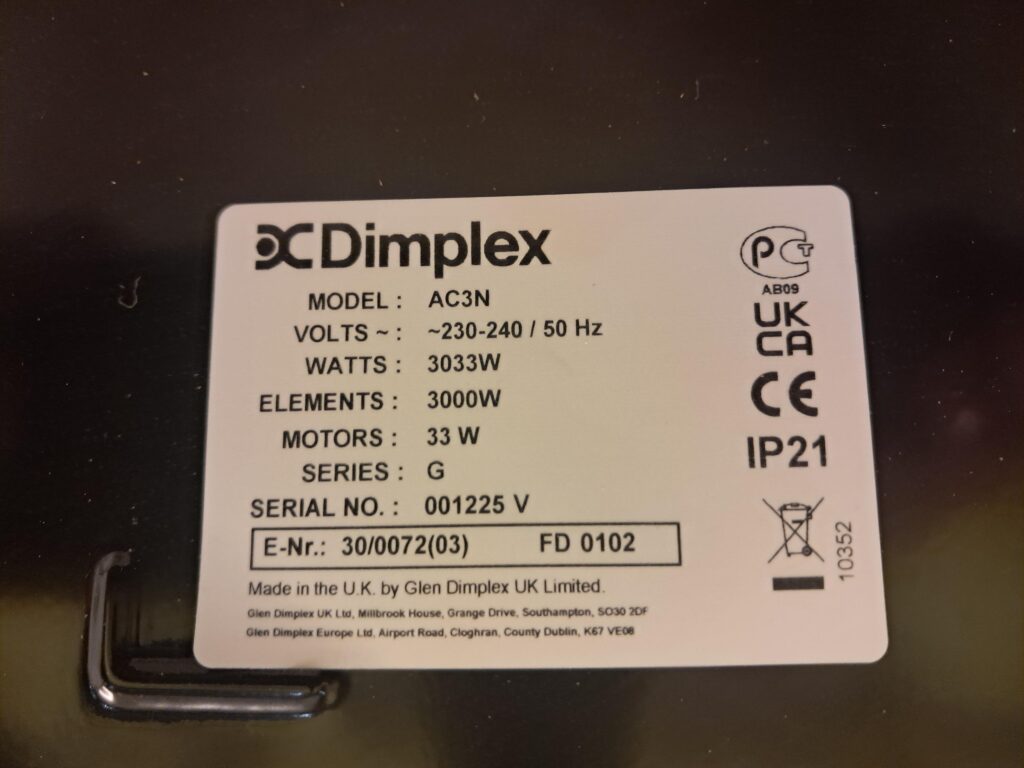 Dimplex
MODEL : AC3N
VOLTS ~ : ~230-240 / 50 Hz
WATTS : 3033W
ELEMENTS : 3000W
MOTORS : 33 W
SERIES : G
SERIAL NO. : 001225 V
E-Nr.: 30/0072(03) FD 0102
Made in the U.K. by Glen Dimplex UK Limited.
Glen Dimplex UK Ltd, Millbrook House, Grange Drive, Southampton, SO30 2DF
Glen Dimplex Europe Ltd, Airport Road, Cloghran, County Dublin, K67 VE08
PCT
AB09
UK
CA
CE
IP21
10352